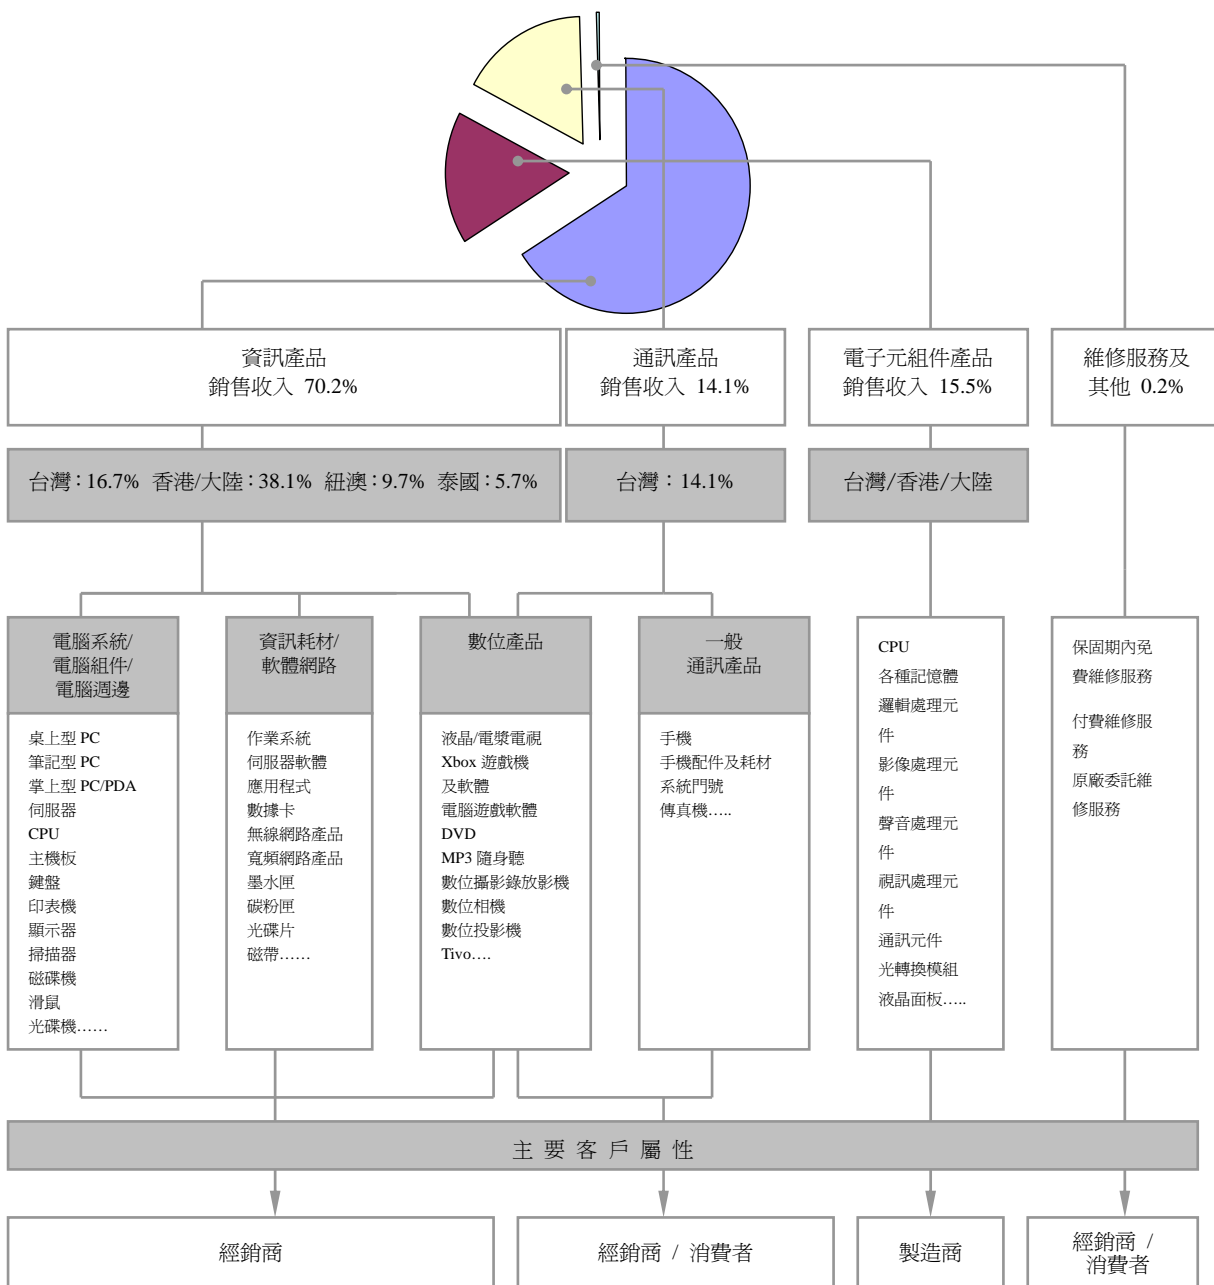 資訊產品
銷售收入 70.2%
通訊產品
銷售收入 14.1%
電子元組件產品
銷售收入 15.5%
維修服務及
其他 0.2%
台灣：16.7% 香港/大陸：38.1% 紐澳：9.7% 泰國：5.7%
台灣：14.1%
台灣/香港/大陸
電腦系統/
電腦組件/
電腦週邊
桌上型 PC
筆記型 PC
掌上型 PC/PDA
伺服器
CPU
主機板
鍵盤
印表機
顯示器
掃描器
磁碟機
滑鼠
光碟機……
資訊耗材/
軟體網路
作業系統
伺服器軟體
應用程式
數據卡
無線網路產品
寬頻網路產品
墨水匣
碳粉匣
光碟片
磁帶……
數位產品
液晶/電漿電視
Xbox 遊戲機
及軟體
電腦遊戲軟體
DVD
MP3 隨身聽
數位攝影錄放影機
數位相機
數位投影機
Tivo….
一般
通訊產品
手機
手機配件及耗材
系統門號
傳真機…..
CPU
各種記憶體
邏輯處理元
件
影像處理元
件
聲音處理元
件
視訊處理元
件
通訊元件
光轉換模組
液晶面板…..
保固期內免
費維修服務
付費維修服
務
原廠委託維
修服務
主要客戶屬性
經銷商
經銷商 / 消費者
製造商
經銷商 /
消費者